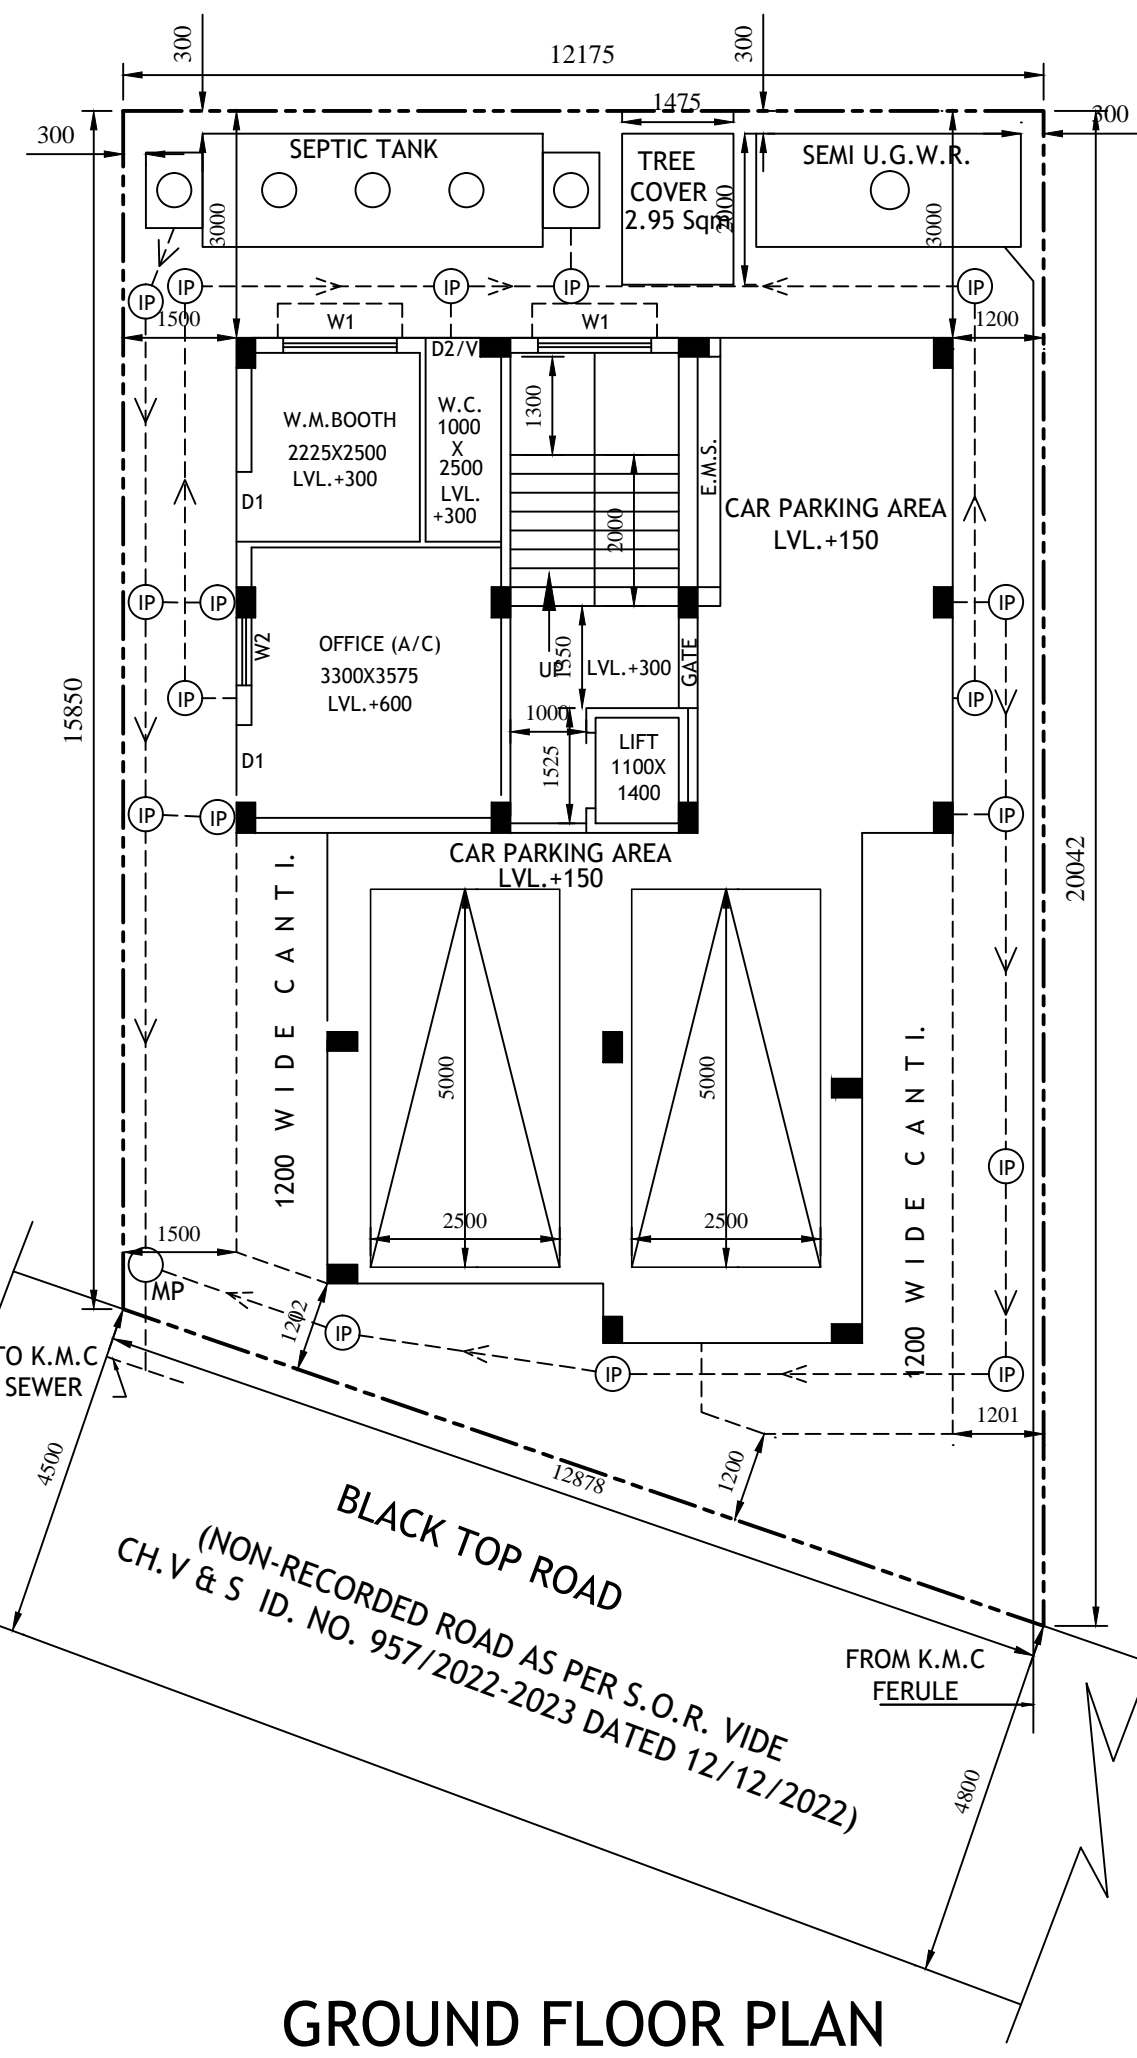 300
12175
300
1475
300
300
SEPTIC TANK
TREE
COVER
2.95 Sqm
SEMI U.G.W.R.
3000
2000
3000
IP
IP
IP
IP
IP
1500
W1
W1
1200
D2/V
W.M.BOOTH
2225X2500
LVL.+300
W.C.
1000
X
2500
LVL.
+300
1300
E.M.S.
2000
CAR PARKING AREA
LVL.+150
D1
IP
IP
IP
W2
OFFICE (A/C)
3300X3575
LVL.+600
UP
1550
LVL.+300
GATE
IP
IP
15850
1000
1525
LIFT
1100X
1400
D1
IP
IP
IP
CAR PARKING AREA
LVL.+150
20042
1200 WIDE CANTI.
5000
5000
1200 WIDE CANTI.
IP
2500
2500
1500
MP
1202
IP
IP
IP
TO K.M.C
SEWER
1201
4500
12878
1200
BLACK TOP ROAD
(NON-RECORDED ROAD AS PER S.O.R. VIDE
CH.V & S ID. NO. 957/2022-2023 DATED 12/12/2022)
FROM K.M.C
FERULE
4800
GROUND FLOOR PLAN